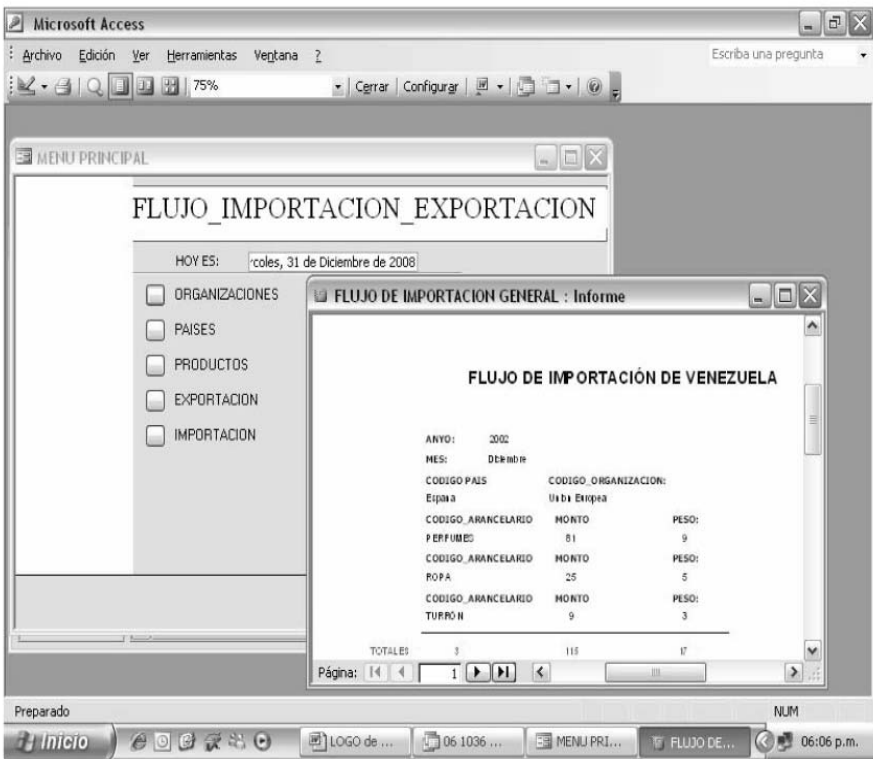 Microsoft Access
Archivo Edición Ver Herramientas Ventana ?
Escriba una pregunta
75% Cerrar Configurar
MENU PRINCIPAL
FLUJO_IMPORTACION_EXPORTACION
HOY ES: rcoles, 31 de Diciembre de 2008
ORGANIZACIONES
PAISES
PRODUCTOS
EXPORTACION
IMPORTACION
FLUJO DE IMPORTACION GENERAL : Informe
FLUJO DE IMPORTACIÓN DE VENEZUELA
ANYO: 2002
MES: Diciembre
CODIGO PAIS CODIGO_ORGANIZACION:
España Unión Europea
CODIGO_ARANCELARIO MONTO PESO:
PERFUMES 81 9
CODIGO_ARANCELARIO MONTO PESO:
ROPA 25 5
CODIGO_ARANCELARIO MONTO PESO:
TURRÓN 9 3
TOTALES 3 115 17
Página: 1
Preparado NUM
Inicio LOGO de ... 06 1036 ... MENU PRI... FLUJO DE... 06:06 p.m.